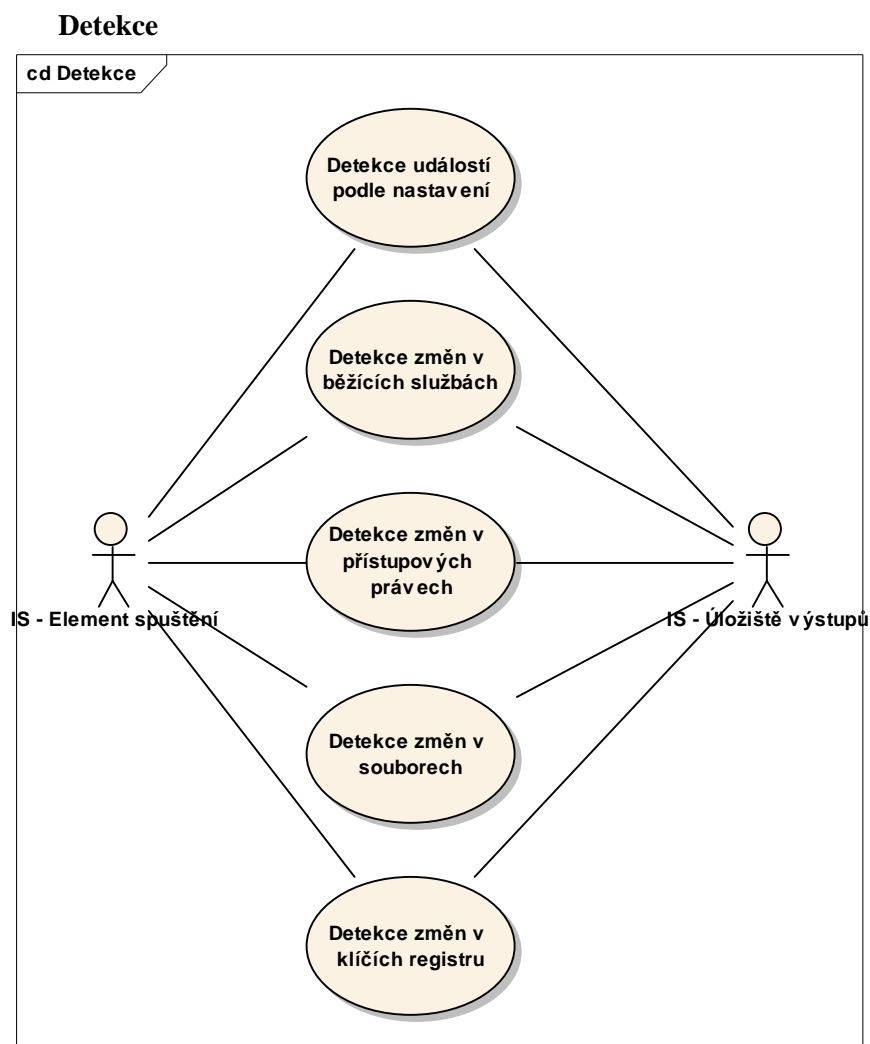 Detekce
cd Detekce
Detekce událostí
podle nastavení
Detekce změn v
běžících službách
Detekce změn v
přístupových
právech
IS - Element spuštění
IS - Úložiště výstupů
Detekce změn v
souborech
Detekce změn v
klíčích registru